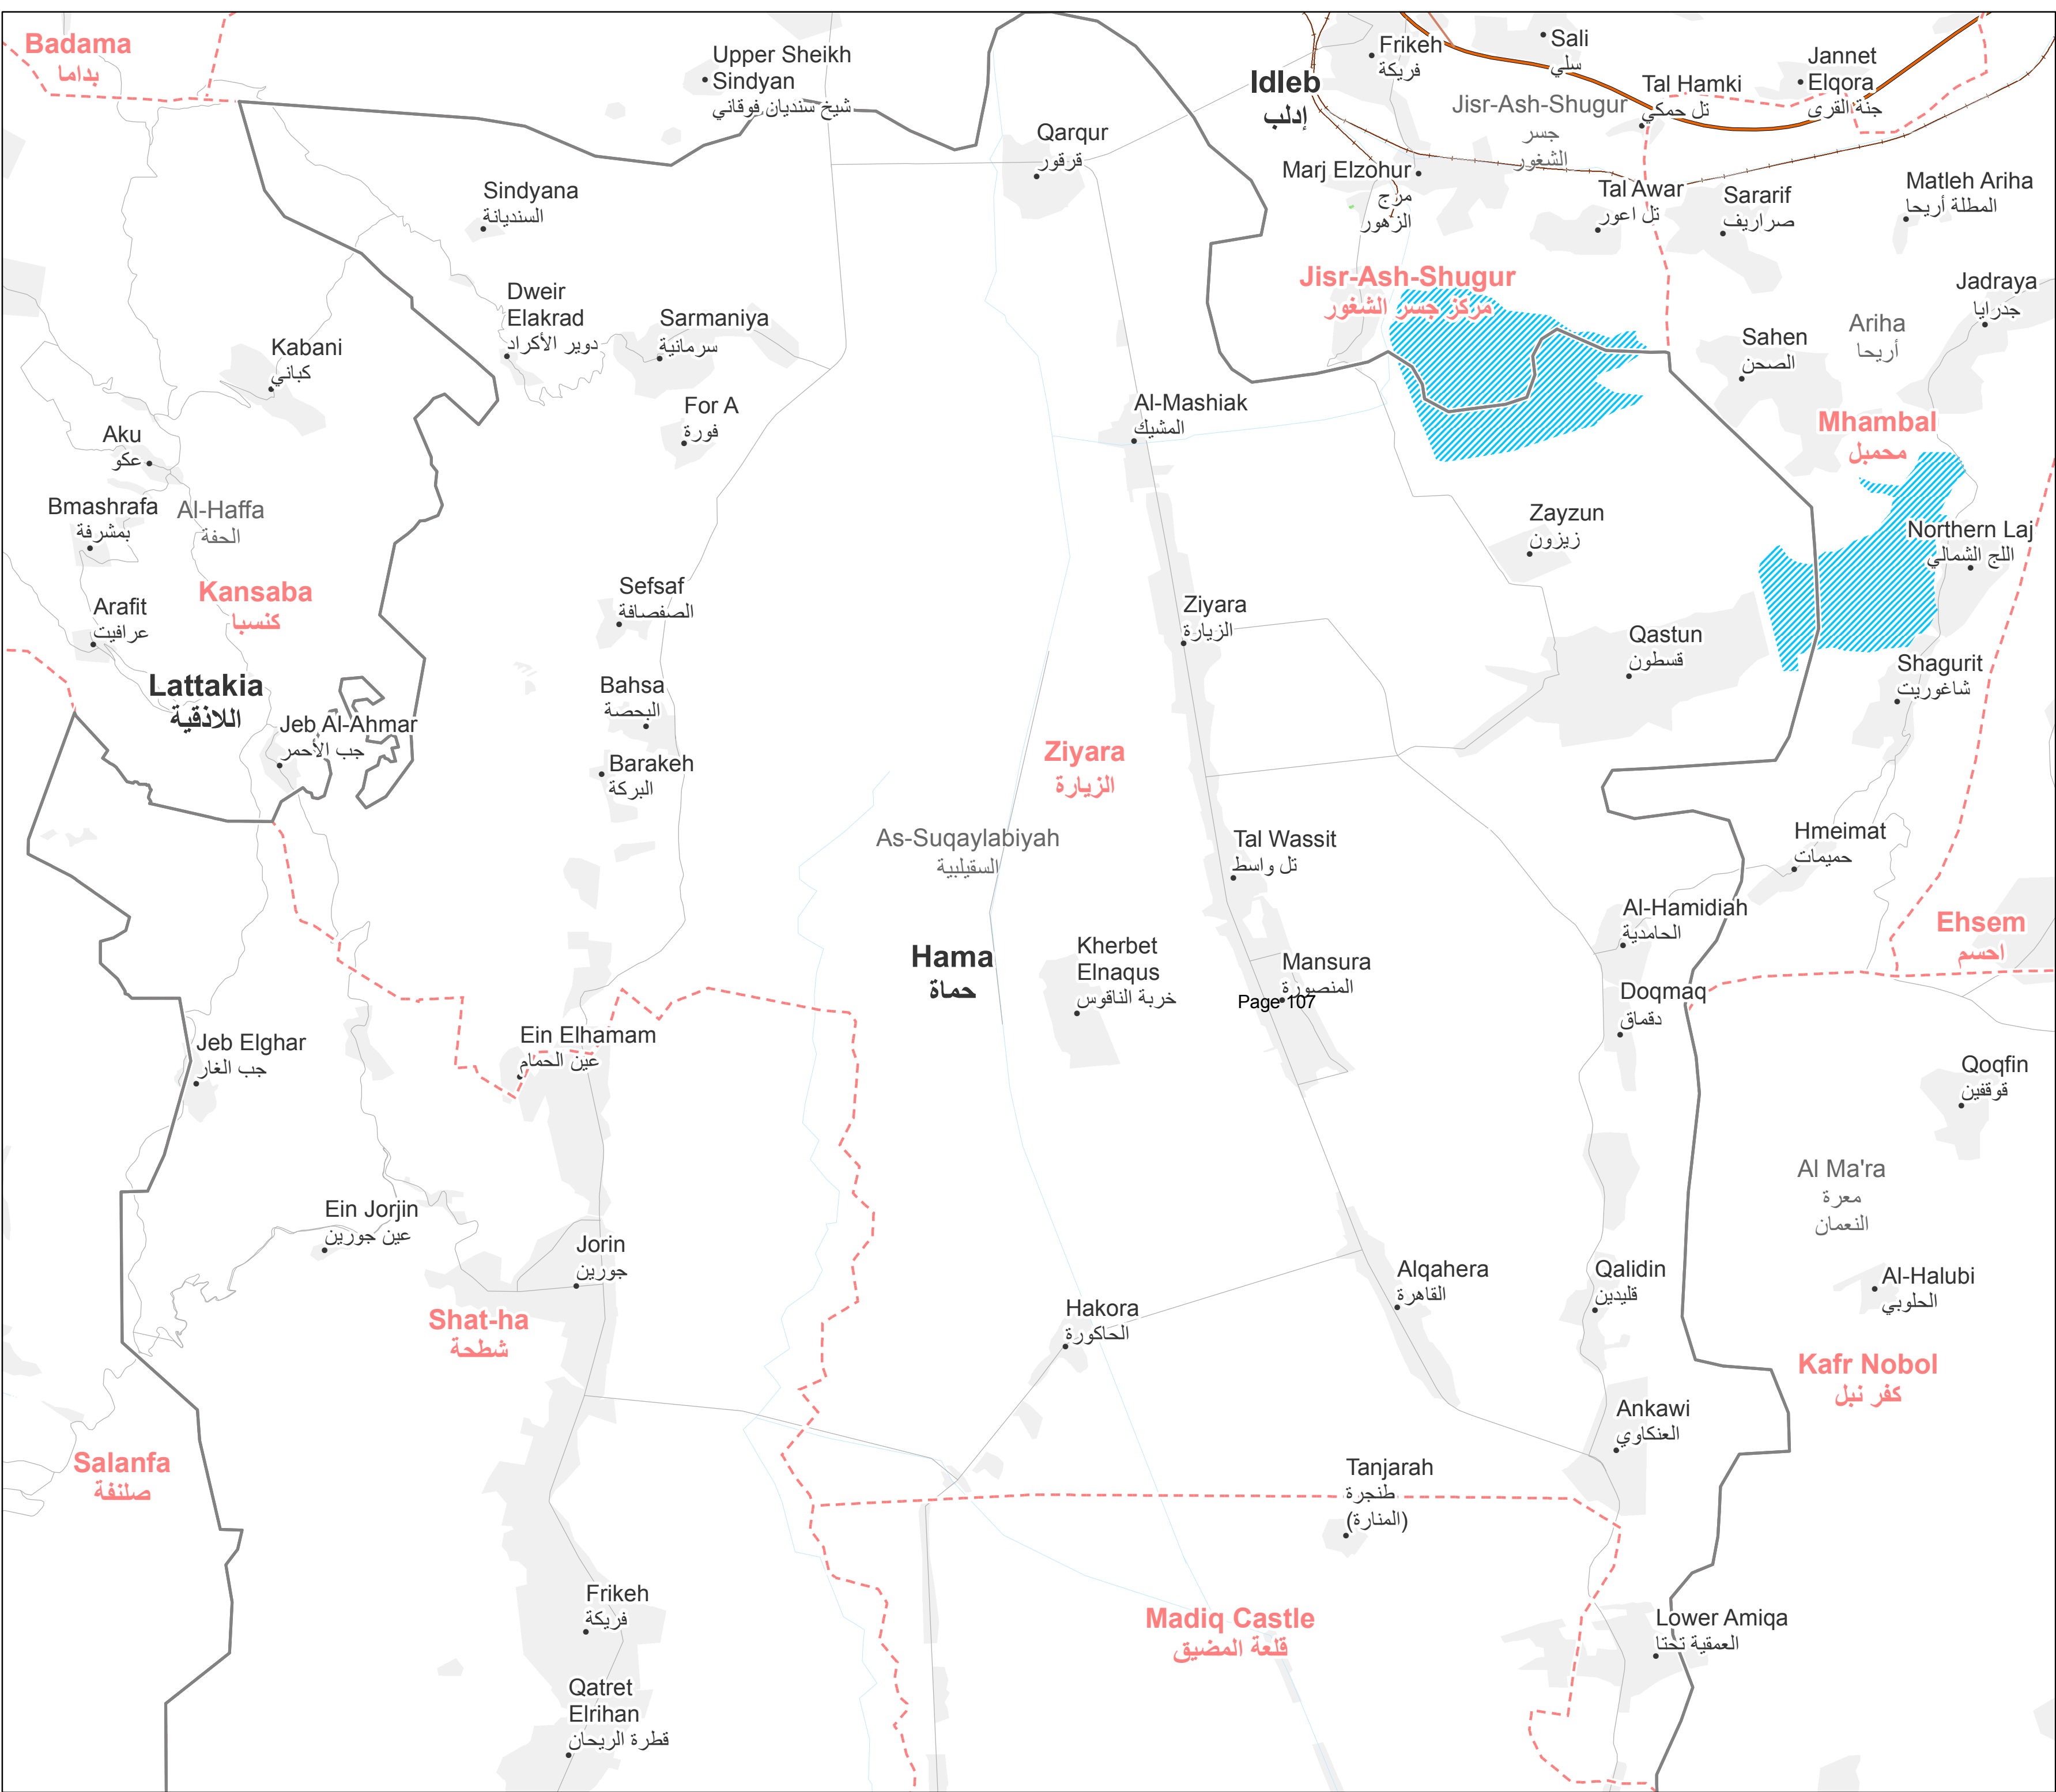 Badama
بداما
Upper Sheikh
Sindyan
شيخ سنديان فوقاني
Idleb
إدلب
Frikeh
فريكة
Sali
سلي
Jannet
Elqora
جنة القرى
Tal Hamki
تل حمكي
Jisr-Ash-Shugur
جسر
الشغور
Qarqur
قرقور
Marj Elzohur
مرج
الزهور
Sindyana
السنديانة
Tal Awar
تل اعور
Sararif
صراريف
Matleh Ariha
المطلة أريحا
Jisr-Ash-Shugur
مركز جسر الشغور
Jadraya
جدرايا
Dweir
Elakrad
دوير الأكراد
Sarmaniya
سرمانية
Kabani
كباني
Ariha
أريحا
Sahen
الصحن
For A
فورة
Al-Mashiak
المشيك
Mhambal
محمبل
Aku
عكو
Bmashrafa
بمشرفة
Al-Haffa
الحفة
Zayzun
زيزون
Northern Laj
اللج الشمالي
Kansaba
كنسبا
Sefsaf
الصفصافة
Arafit
عرافيت
Ziyara
الزيارة
Qastun
قسطون
Shagurit
شاغوريت
Lattakia
اللاذقية
Bahsa
البحصة
Jeb Al-Ahmar
جب الأحمر
Barakeh
البركة
Ziyara
الزيارة
As-Suqaylabiyah
السقيلبية
Tal Wassit
تل واسط
Hmeimat
حميمات
Al-Hamidiah
الحامدية
Ehsem
احسم
Hama
حماة
Kherbet
Elnaqus
خربة الناقوس
Mansura
المنصورة
Page 107
Doqmaq
دقماق
Ein Elhamam
عين الحمام
Jeb Elghar
جب الغار
Qoqfin
قوقفين
Al Ma'ra
معرة
النعمان
Ein Jorjin
عين جورين
Jorin
جورين
Alqahera
القاهرة
Qalidin
قليدين
Al-Halubi
الحلوبي
Hakora
الحاكورة
Shat-ha
شطحة
Kafr Nobol
كفر نبل
Ankawi
العنكاوي
Salanfa
صلنفة
Tanjarah
طنجرة
(المنارة)
Frikeh
فريكة
Madiq Castle
قلعة المضيق
Lower Amiqa
العمقية تحتا
Qatret
Elrihan
قطرة الريحان